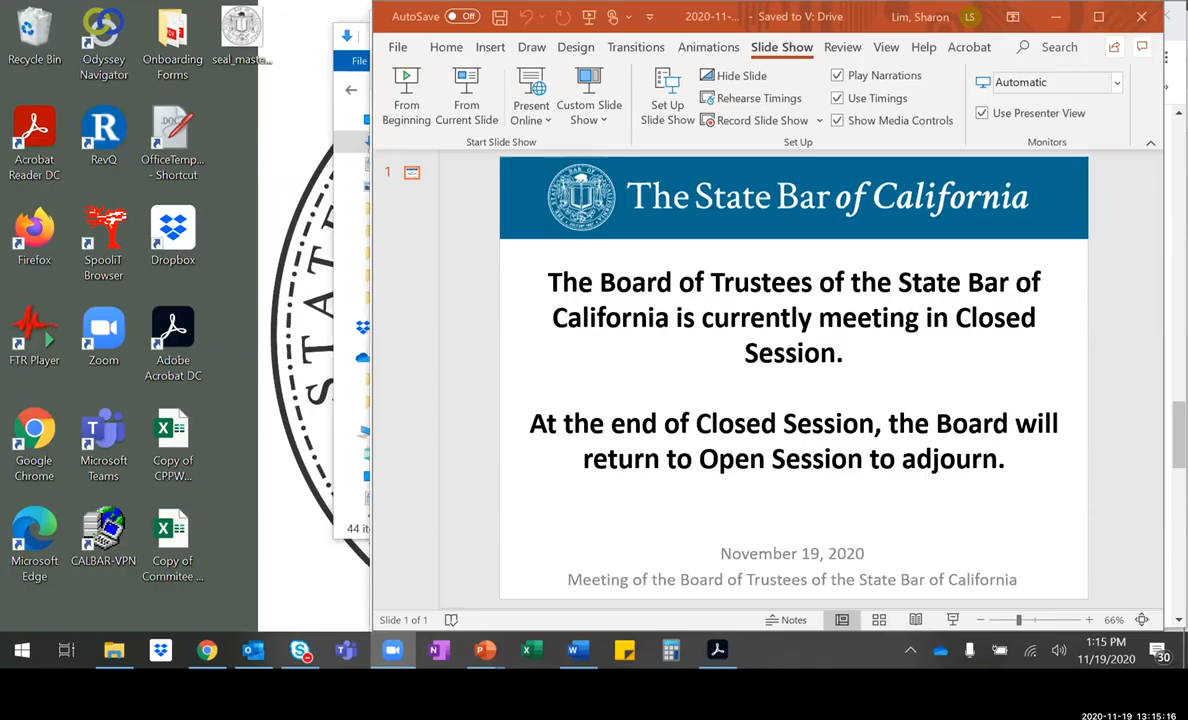 Recycle Bin
Odyssey
Navigator
Onboarding
Forms
seal_maste...
Acrobat
Reader DC
RevQ
OfficeTemp...
- Shortcut
Firefox
SpoolIT
Browser
Dropbox
FTR Player
Zoom
Adobe
Acrobat DC
Google
Chrome
Microsoft
Teams
Copy of
CPPW...
Microsoft
Edge
CALBAR-VPN
Copy of
Commitee ...
STATE
File
44 ite
AutoSave Off
2020-11-... - Saved to V: Drive
Lim, Sharon LS
File Home Insert Draw Design Transitions Animations Slide Show Review View Help Acrobat Search
From
Beginning
From
Current Slide
Present
Online
Custom Slide
Show
Start Slide Show
Set Up
Slide Show
Hide Slide
Rehearse Timings
Record Slide Show
Play Narrations
Use Timings
Show Media Controls
Set Up
Automatic
Use Presenter View
Monitors
1
The State Bar of California
The Board of Trustees of the State Bar of
California is currently meeting in Closed
Session.
At the end of Closed Session, the Board will
return to Open Session to adjourn.
November 19, 2020
Meeting of the Board of Trustees of the State Bar of California
Slide 1 of 1
Notes
66%
1:15 PM
11/19/2020
30
2020-11-19 13:15:16